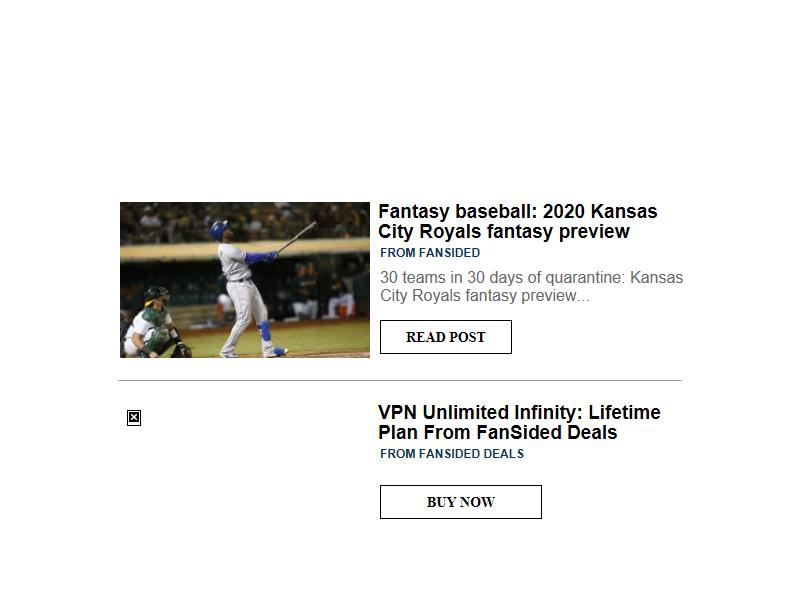 Fantasy baseball: 2020 Kansas
City Royals fantasy preview
FROM FANSIDED
30 teams in 30 days of quarantine: Kansas
City Royals fantasy preview...
READ POST
VPN Unlimited Infinity: Lifetime
Plan From FanSided Deals
FROM FANSIDED DEALS
BUY NOW